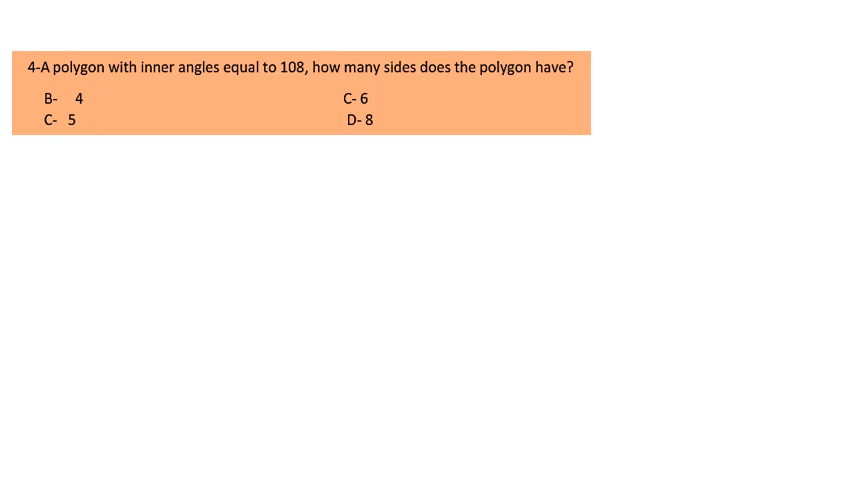 4-A polygon with inner angles equal to 108, how many sides does the polygon have?
B- 4 C- 6
C- 5 D- 8